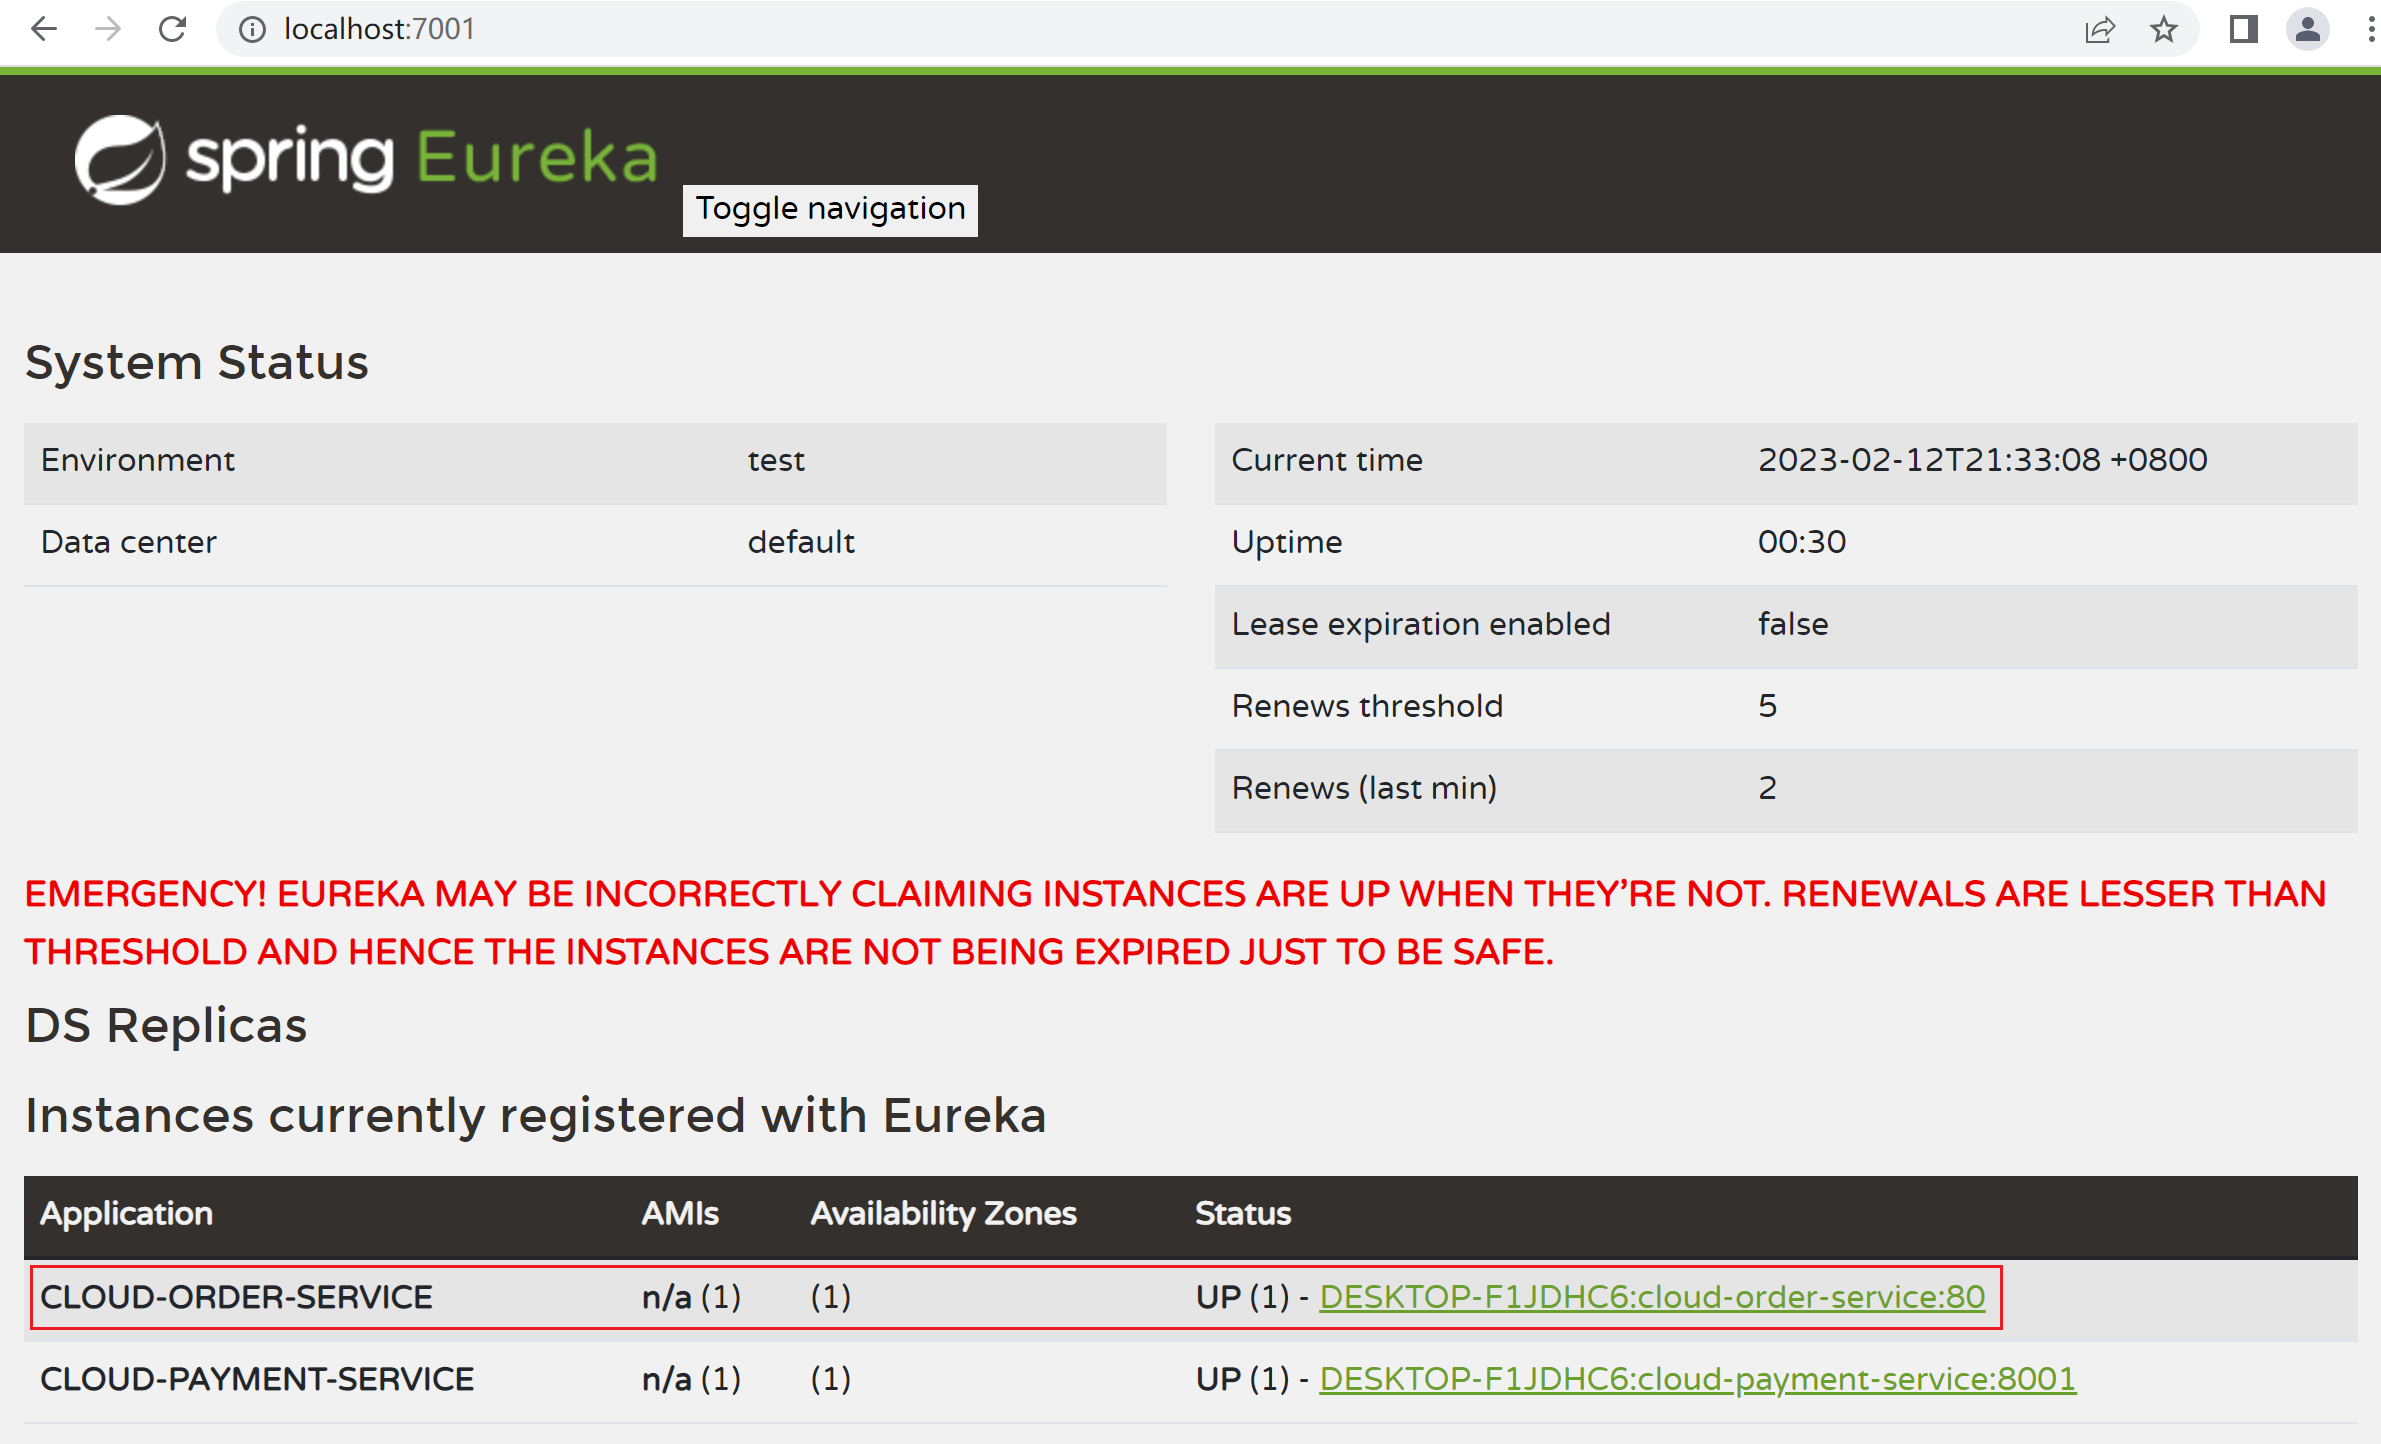 localhost:7001
spring Eureka
Toggle navigation
System Status
Environment test
Data center default
Current time 2023-02-12T21:33:08 +0800
Uptime 00:30
Lease expiration enabled false
Renews threshold 5
Renews (last min) 2
EMERGENCY! EUREKA MAY BE INCORRECTLY CLAIMING INSTANCES ARE UP WHEN THEY’RE NOT. RENEWALS ARE LESSER THAN
THRESHOLD AND HENCE THE INSTANCES ARE NOT BEING EXPIRED JUST TO BE SAFE.
DS Replicas
Instances currently registered with Eureka
Application AMIs Availability Zones Status
CLOUD-ORDER-SERVICE n/a (1) (1) UP (1) - DESKTOP-F1JDHC6:cloud-order-service:80
CLOUD-PAYMENT-SERVICE n/a (1) (1) UP (1) - DESKTOP-F1JDHC6:cloud-payment-service:8001